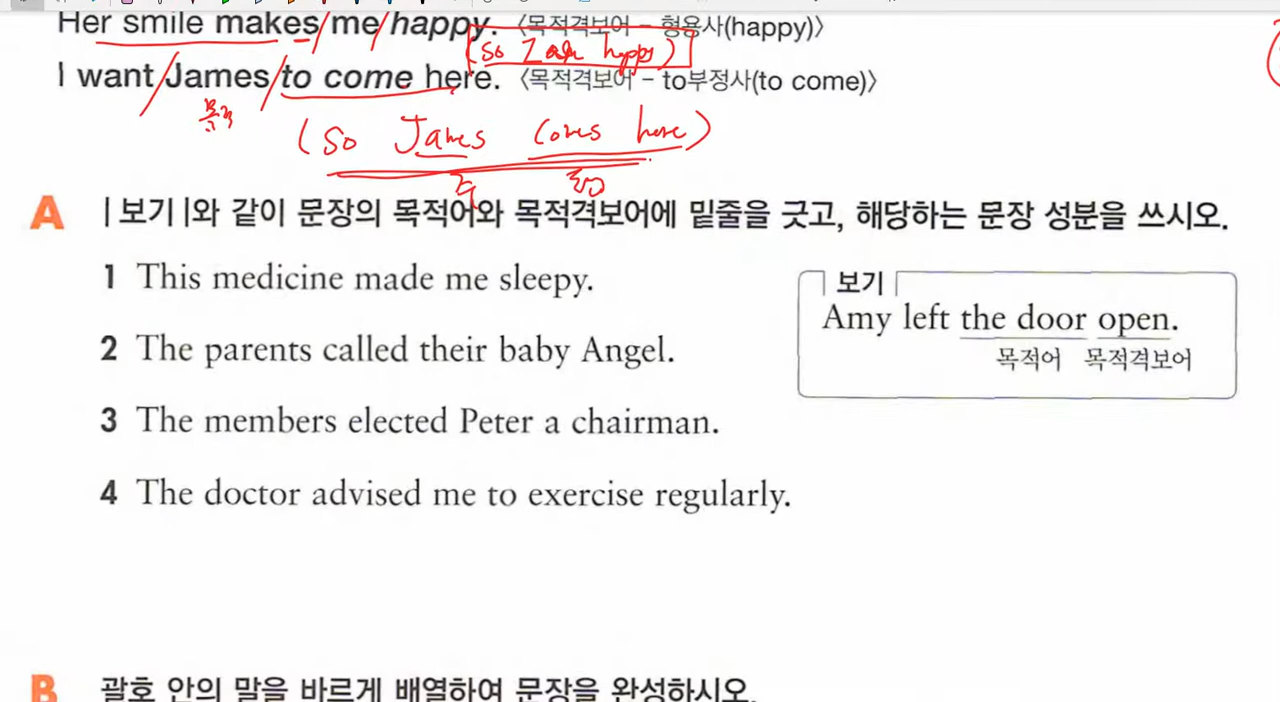 Her smile makes/me/happy. 〈목적격보어 – 형용사(happy)〉
(so I am happy)
I want/James/to come here. 〈목적격보어 – to부정사(to come)〉
(so James comes here)
A |보기|와 같이 문장의 목적어와 목적격보어에 밑줄을 긋고, 해당하는 문장 성분을 쓰시오.
1 This medicine made me sleepy.
2 The parents called their baby Angel.
3 The members elected Peter a chairman.
4 The doctor advised me to exercise regularly.
보기
Amy left the door open.
목적어 목적격보어
B 괄호 안의 말을 바르게 배열하여 문장을 완성하시오.